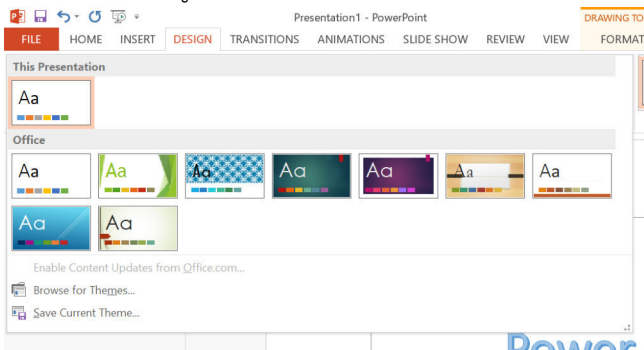 Presentation1 - PowerPoint
DRAWING TO
FILE HOME INSERT DESIGN TRANSITIONS ANIMATIONS SLIDE SHOW REVIEW VIEW FORMAT
This Presentation
Aa
Office
Aa Aa Aa Aa Aa Aa Aa
Aa Aa
Enable Content Updates from Office.com...
Browse for Themes...
Save Current Theme...
Power